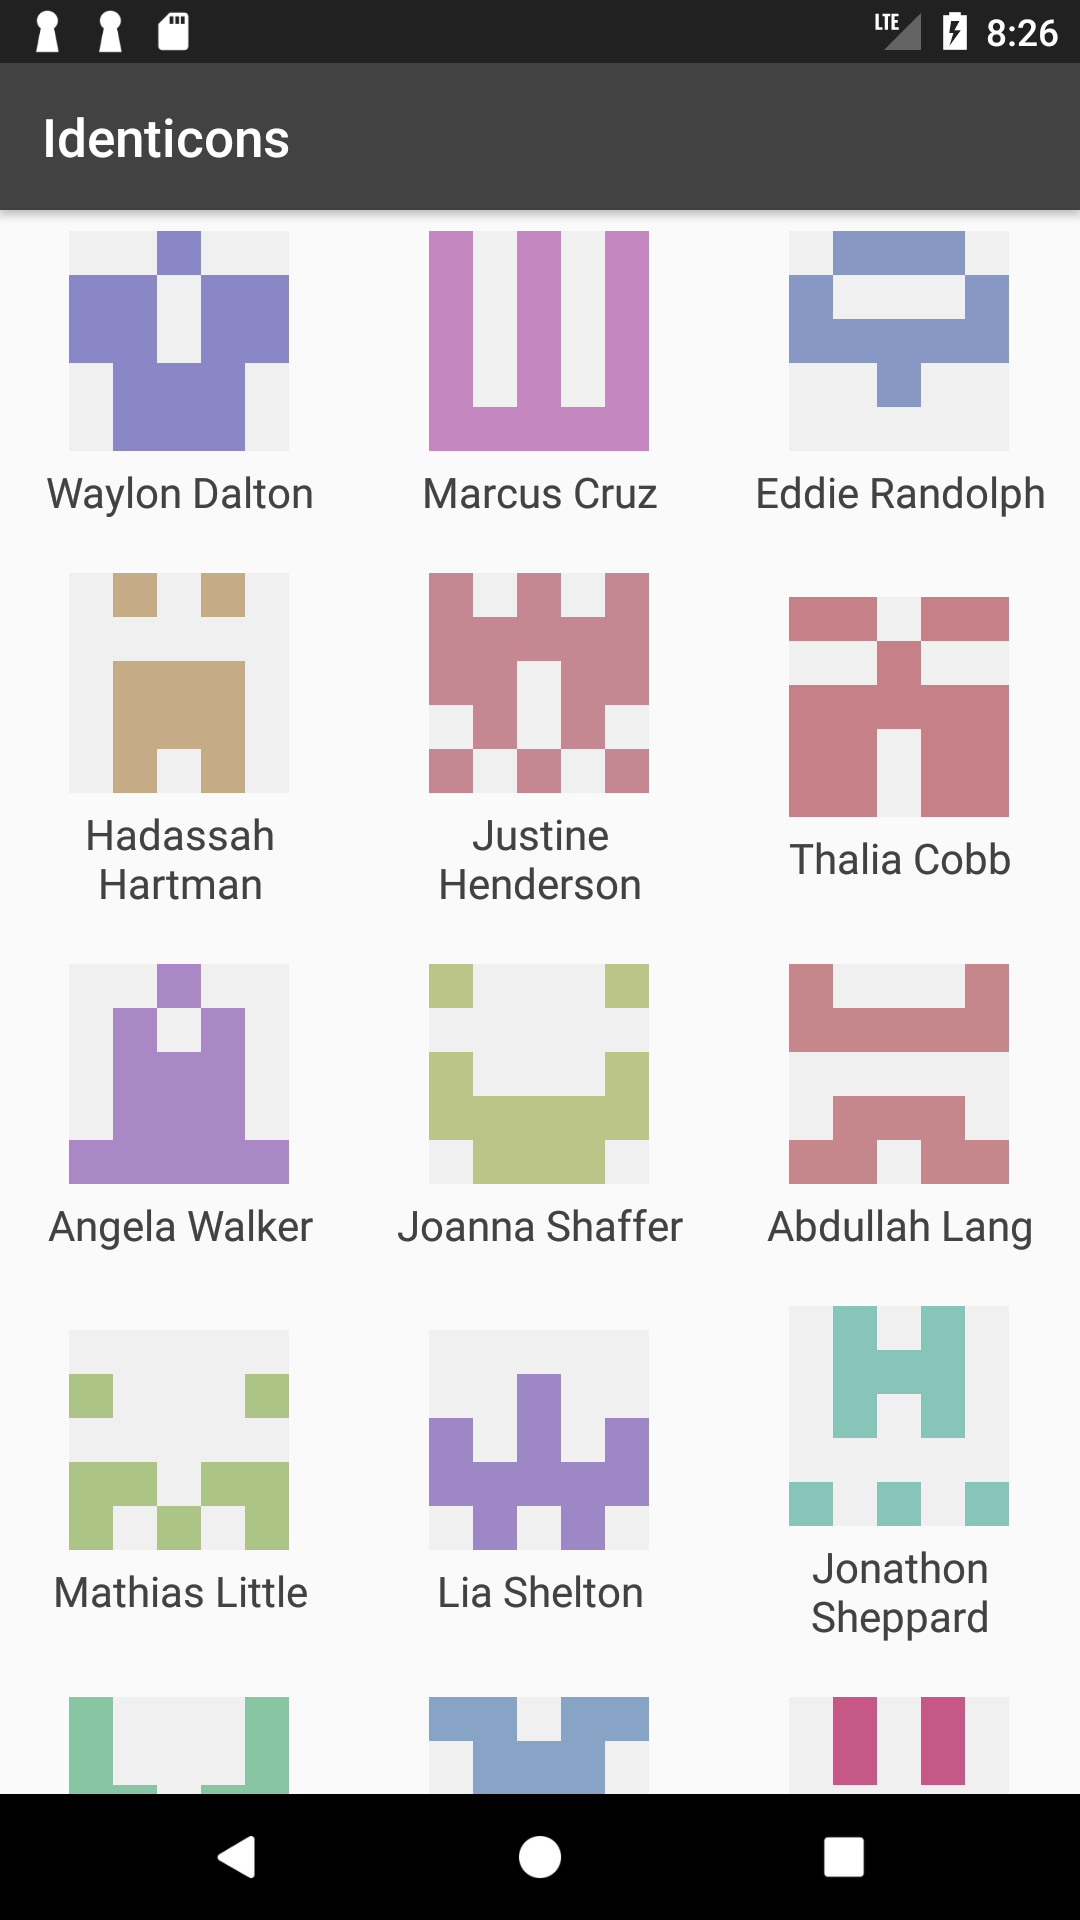 LTE 8:26
Identicons
Waylon Dalton Marcus Cruz Eddie Randolph
Hadassah Hartman
Justine Henderson
Thalia Cobb
Angela Walker Joanna Shaffer Abdullah Lang
Mathias Little Lia Shelton
Jonathon Sheppard